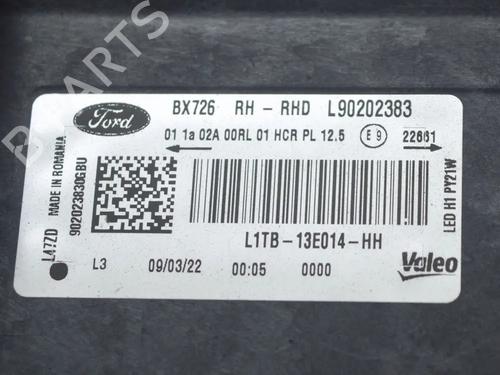 PARTS
Ford
BX726 RH - RHD L90202383
01 1a 02A 00RL 01 HCR PL 12.5 E9 22661
L47ZD MADE IN ROMANIA
902023830GBU
LED H1 PY21W
L1TB-13E014-HH
L3 09/03/22 00:05 0000
Valeo